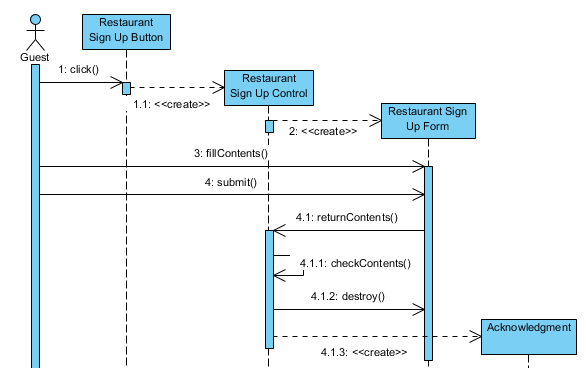 Restaurant
Sign Up Button
Guest
1: click()
1.1: <<create>>
Restaurant
Sign Up Control
2: <<create>>
Restaurant Sign
Up Form
3: fillContents()
4: submit()
4.1: returnContents()
4.1.1: checkContents()
4.1.2: destroy()
Acknowledgment
4.1.3: <<create>>